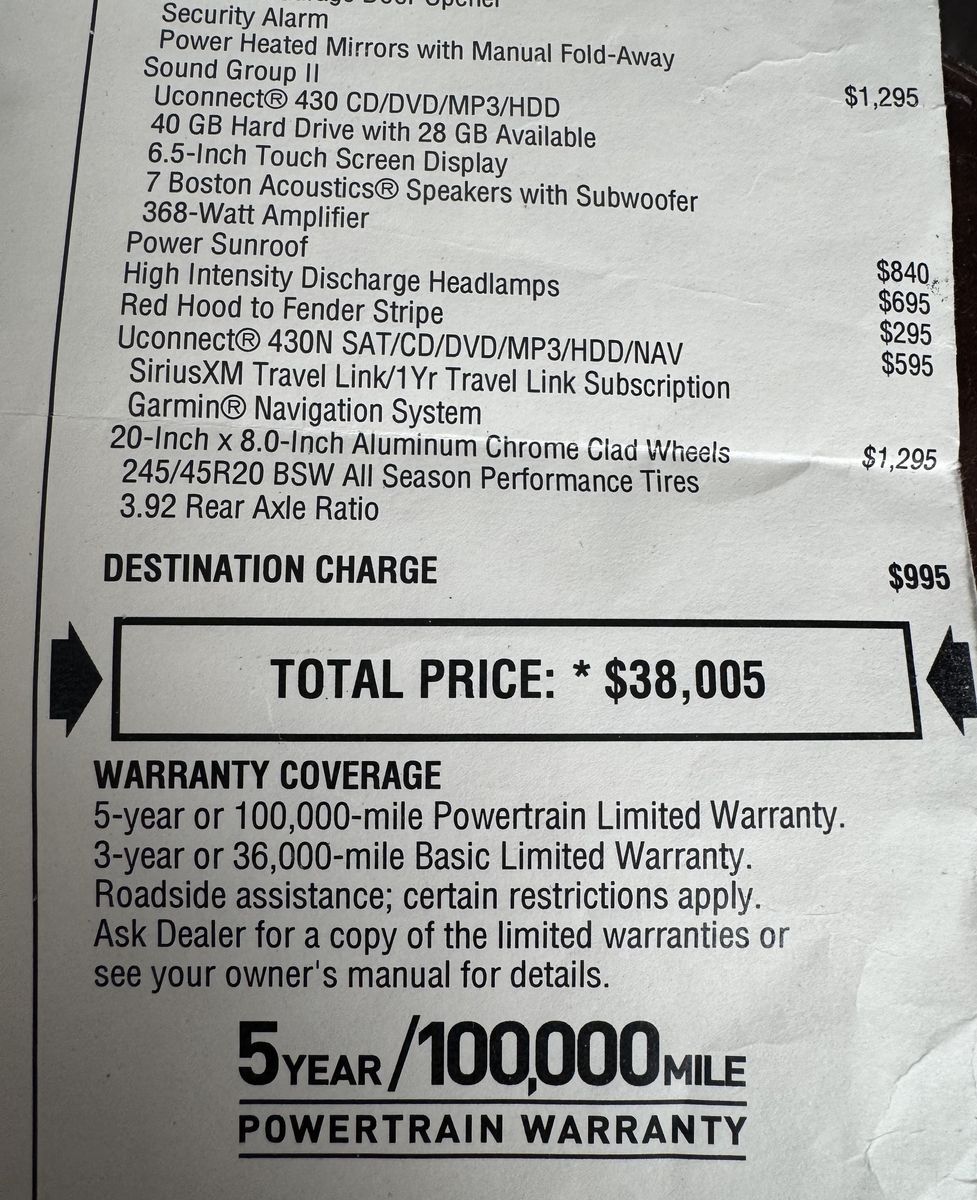 Door Opener
Security Alarm
Power Heated Mirrors with Manual Fold-Away
Sound Group II $1,295
Uconnect® 430 CD/DVD/MP3/HDD
40 GB Hard Drive with 28 GB Available
6.5-Inch Touch Screen Display
7 Boston Acoustics® Speakers with Subwoofer
368-Watt Amplifier
Power Sunroof $840
High Intensity Discharge Headlamps $695
Red Hood to Fender Stripe $295
Uconnect® 430N SAT/CD/DVD/MP3/HDD/NAV $595
SiriusXM Travel Link/1Yr Travel Link Subscription
Garmin® Navigation System
20-Inch x 8.0-Inch Aluminum Chrome Clad Wheels $1,295
245/45R20 BSW All Season Performance Tires
3.92 Rear Axle Ratio
DESTINATION CHARGE $995
TOTAL PRICE: * $38,005
WARRANTY COVERAGE
5-year or 100,000-mile Powertrain Limited Warranty.
3-year or 36,000-mile Basic Limited Warranty.
Roadside assistance; certain restrictions apply.
Ask Dealer for a copy of the limited warranties or
see your owner's manual for details.
5 YEAR/100,000 MILE
POWERTRAIN WARRANTY